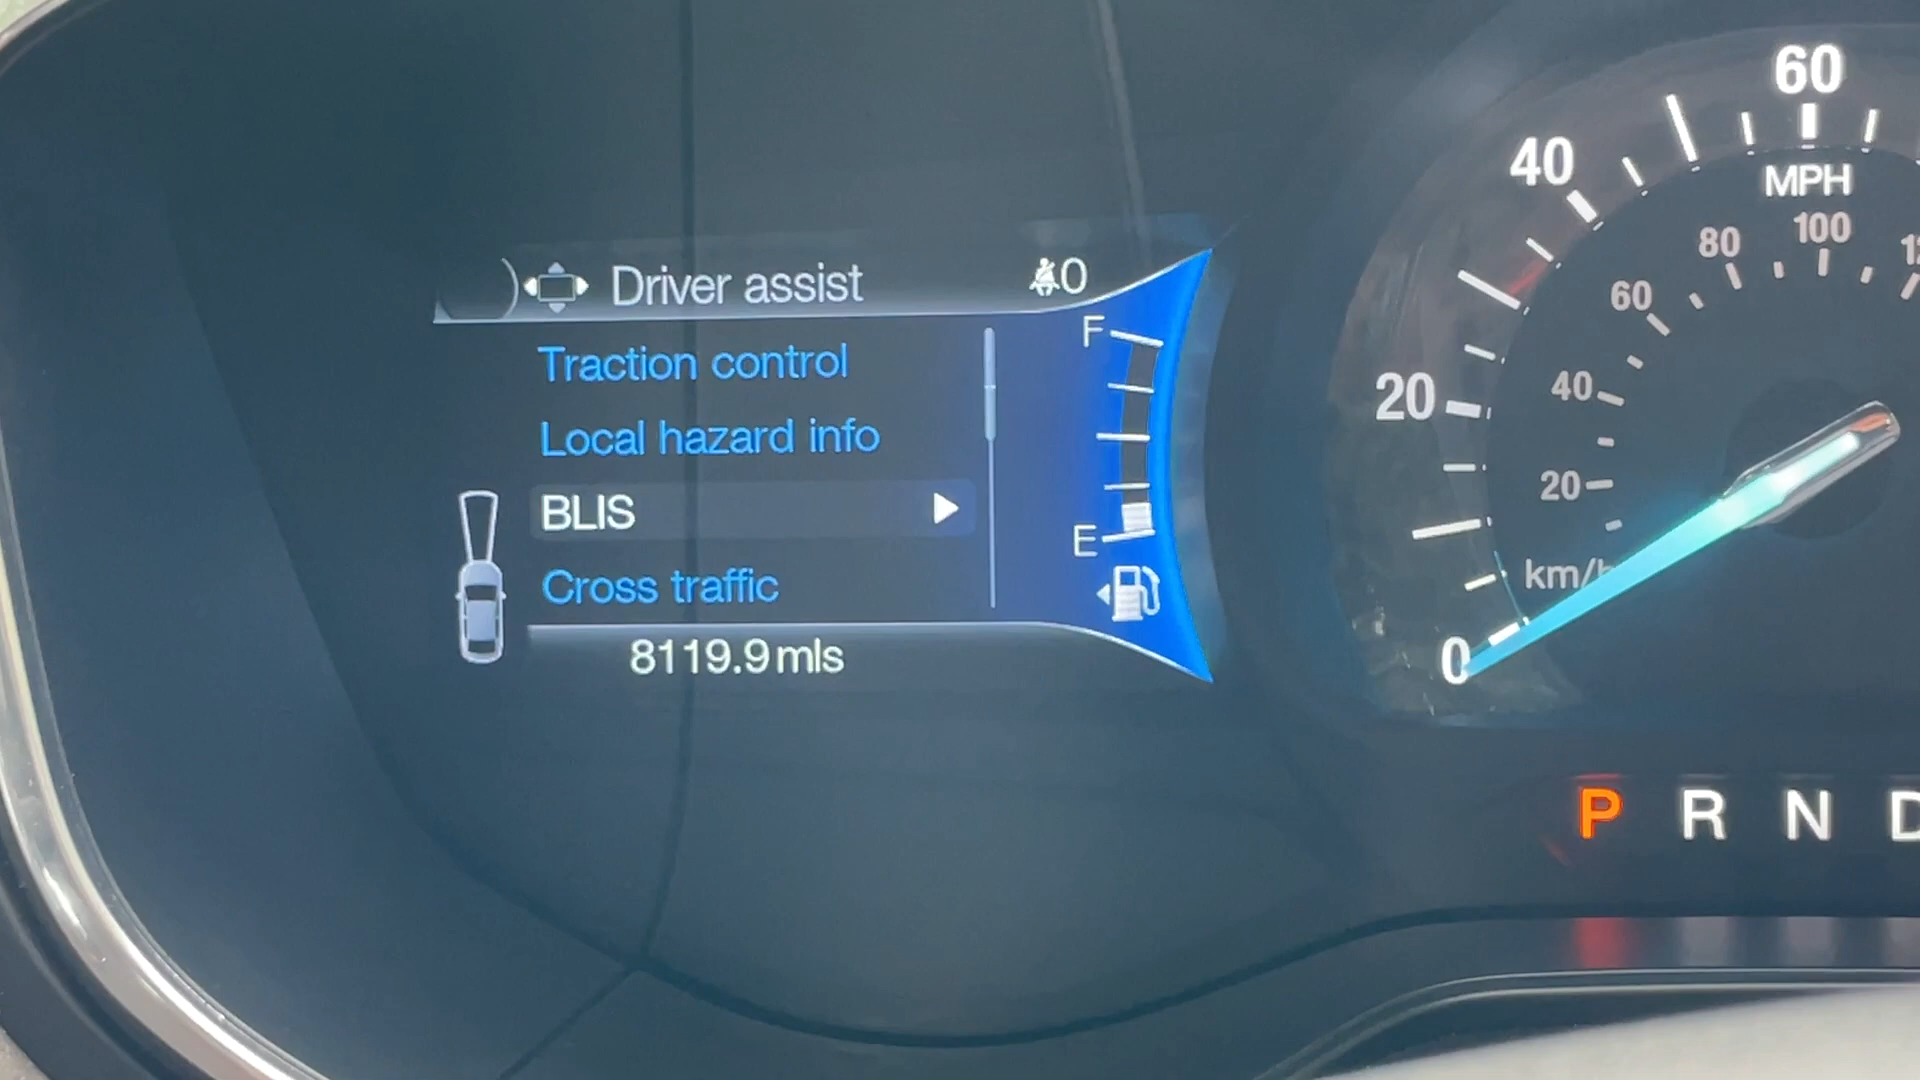 Driver assist
0
Traction control
Local hazard info
BLIS
Cross traffic
8119.9 mls
F
E
0
20
40
60
MPH
20
40
60
80
100
km/h
P R N D